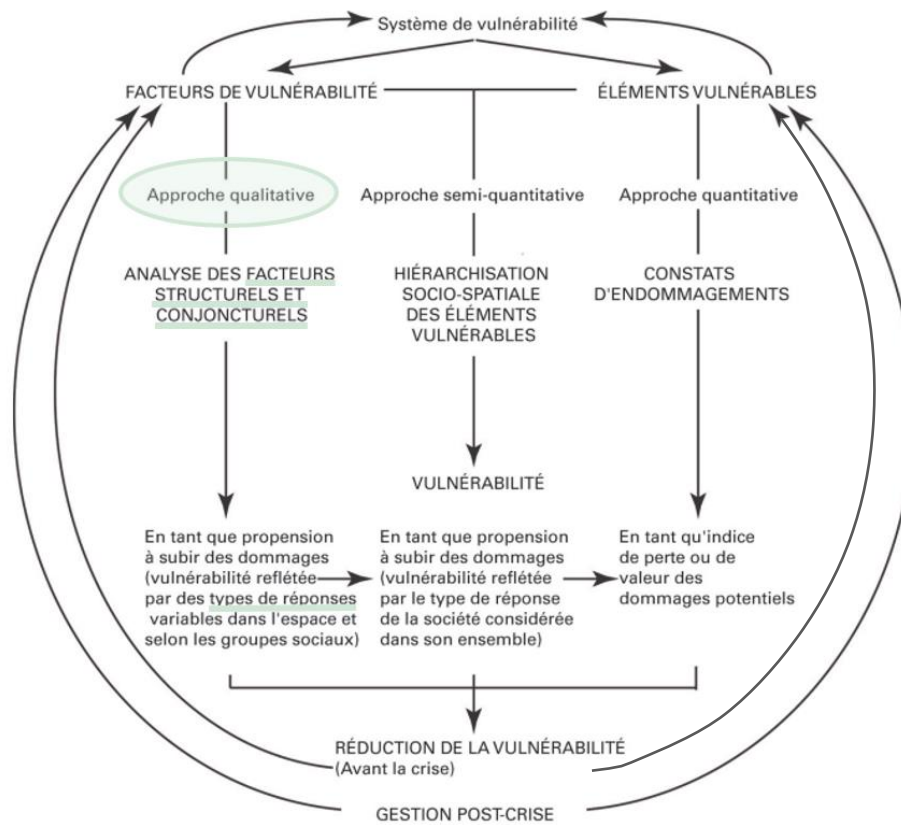 Système de vulnérabilité
FACTEURS DE VULNÉRABILITÉ
ÉLÉMENTS VULNÉRABLES
Approche qualitative
Approche semi-quantitative
Approche quantitative
ANALYSE DES FACTEURS
STRUCTURELS ET
CONJONCTURELS
HIÉRARCHISATION
SOCIO-SPATIALE
DES ÉLÉMENTS
VULNÉRABLES
CONSTATS
D'ENDOMMAGEMENTS
VULNÉRABILITÉ
En tant que propension
à subir des dommages
(vulnérabilité reflétée
par des types de réponses
variables dans l'espace et
selon les groupes sociaux)
En tant que propension
à subir des dommages
(vulnérabilité reflétée
par le type de réponse
de la société considérée
dans son ensemble)
En tant qu'indice
de perte ou de
valeur des
dommages potentiels
RÉDUCTION DE LA VULNÉRABILITÉ
(Avant la crise)
GESTION POST-CRISE